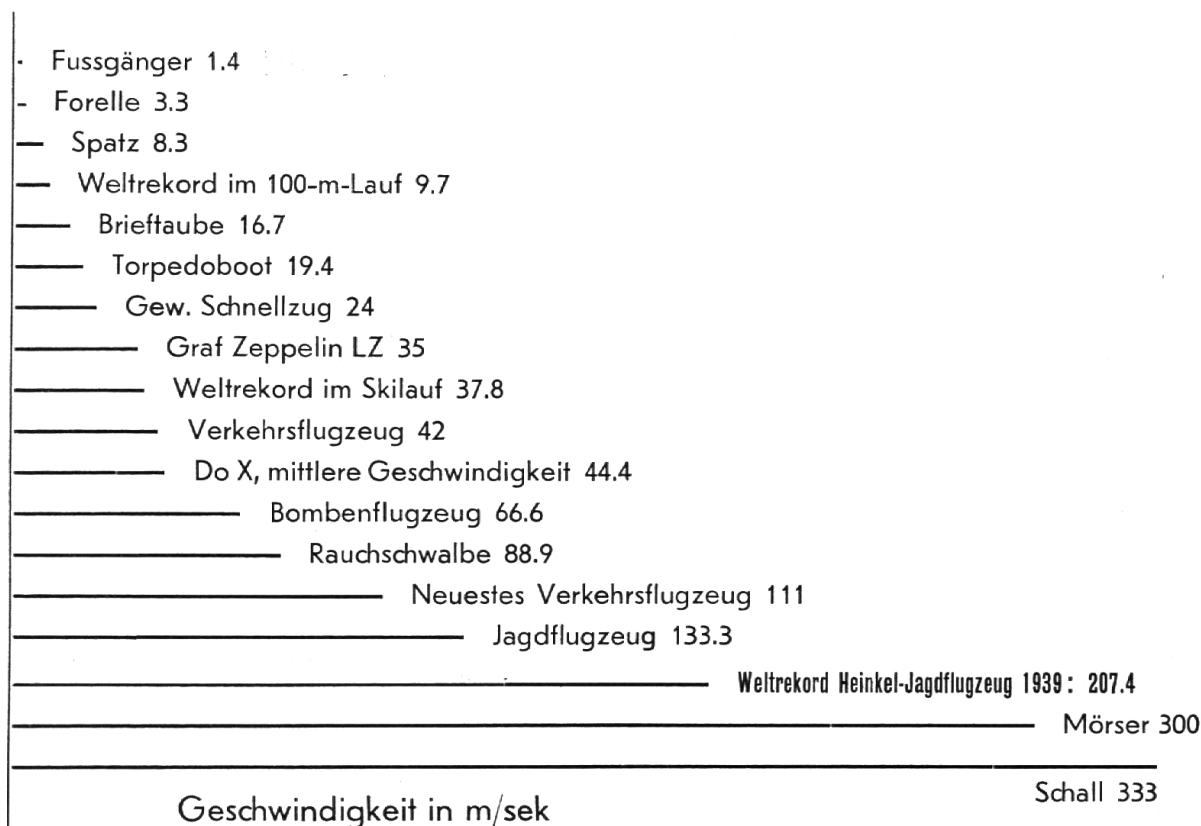 Fussgänger 1.4
Forelle 3.3
Spatz 8.3
Weltrekord im 100-m-Lauf 9.7
Brieftaube 16.7
Torpedoboot 19.4
Gew. Schnellzug 24
Graf Zeppelin LZ 35
Weltrekord im Skilauf 37.8
Verkehrsflugzeug 42
Do X, mittlere Geschwindigkeit 44.4
Bombenflugzeug 66.6
Rauchschwalbe 88.9
Neuestes Verkehrsflugzeug 111
Jagdflugzeug 133.3
Weltrekord Heinkel-Jagdflugzeug 1939: 207.4
Mörser 300
Schall 333
Geschwindigkeit in m/sek